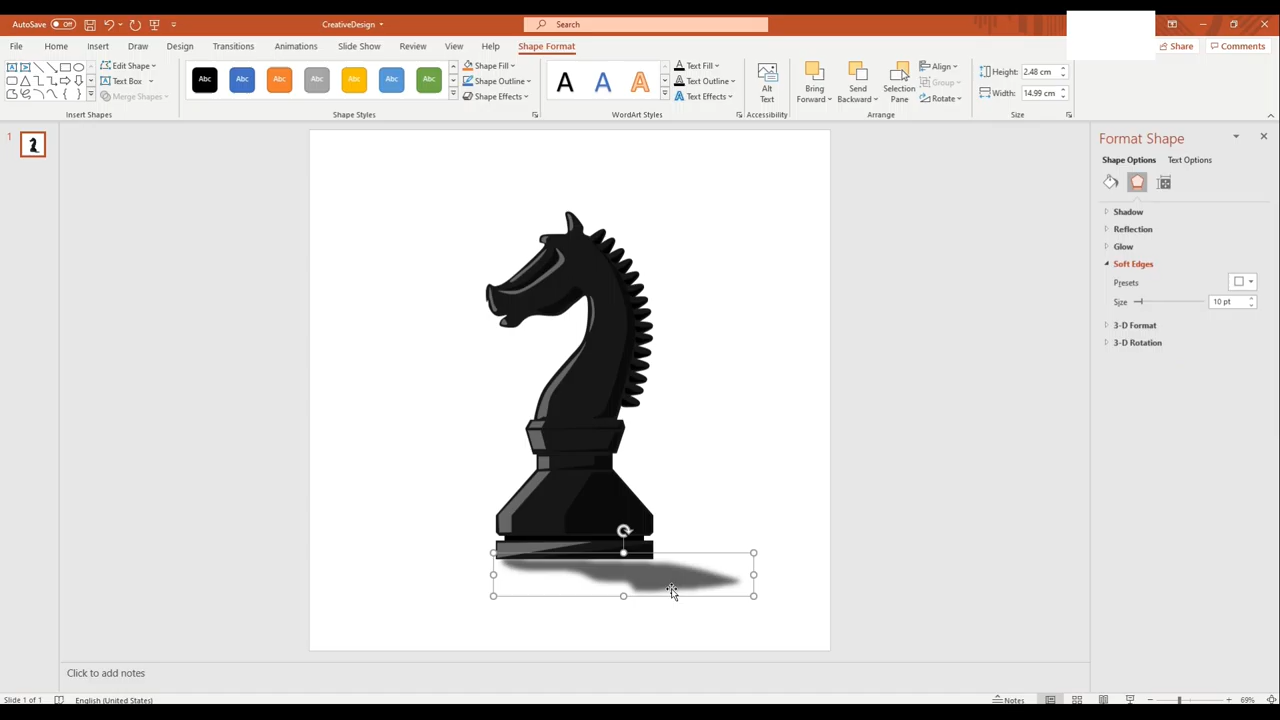 AutoSave Off CreativeDesign Search
File Home Insert Draw Design Transitions Animations Slide Show Review View Help Shape Format Share Comments
Edit Shape Abc Abc Abc Abc Abc Abc Abc Shape Fill A A A Text Fill Align Height: 2.48 cm
Text Box Shape Outline Text Outline Alt Text Bring Forward Send Backward Selection Pane Group Width: 14.99 cm
Merge Shapes Shape Effects Text Effects Rotate
Insert Shapes Shape Styles WordArt Styles Accessibility Arrange Size
1
Format Shape
Shape Options Text Options
Shadow
Reflection
Glow
Soft Edges
Presets
Size 10 pt
3-D Format
3-D Rotation
Click to add notes
Slide 1 of 1 English (United States) Notes 69%